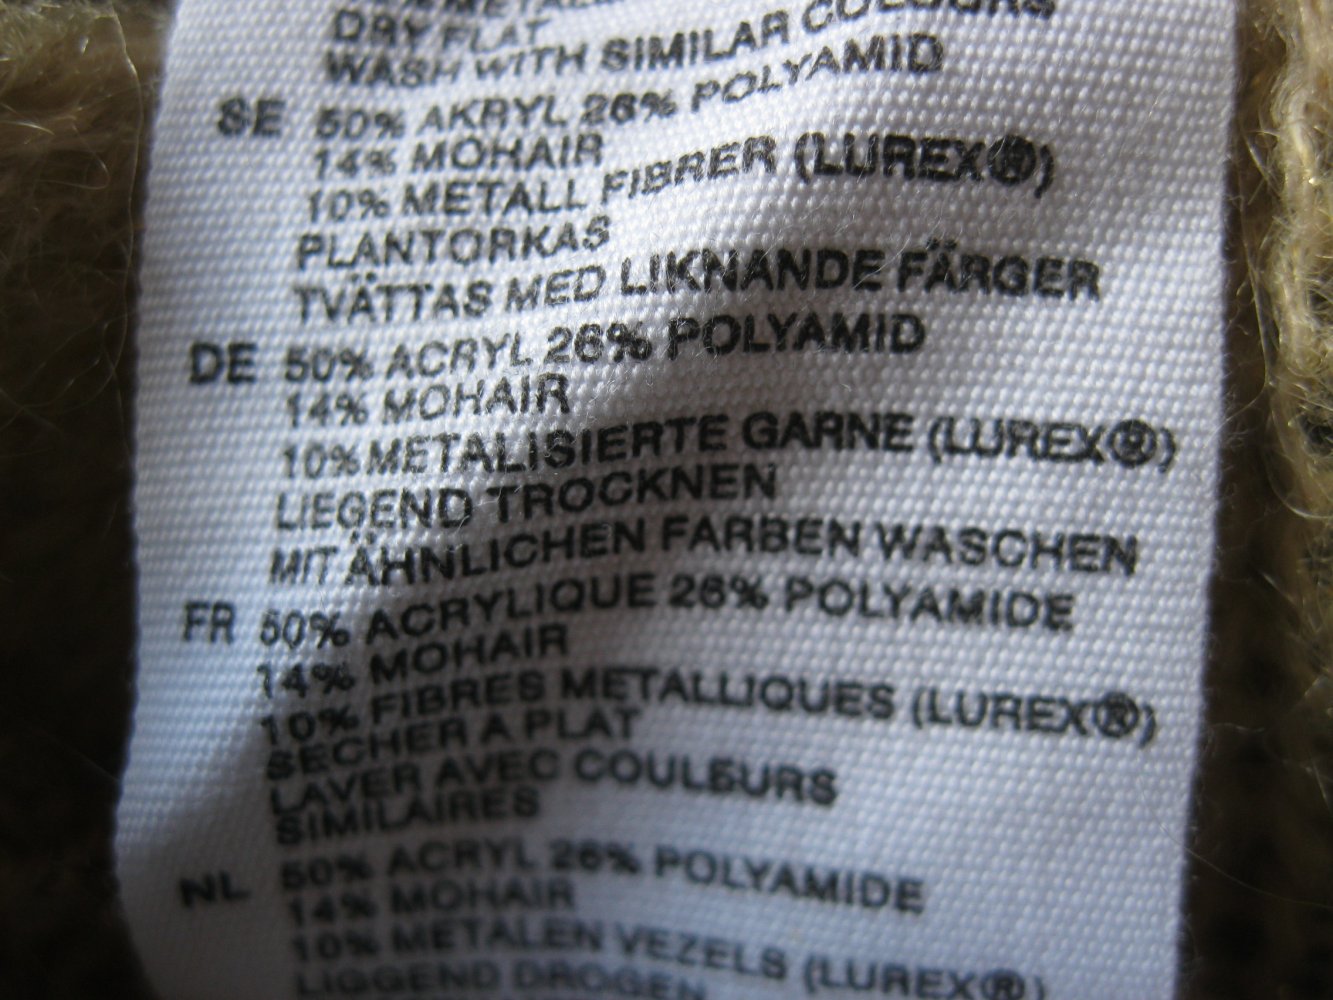 DRY FLAT
WASH WITH SIMILAR COLOURS
SE 50% AKRYL 26% POLYAMID
14% MOHAIR
10% METALL FIBRER (LUREX®)
PLANTORKAS
TVÄTTAS MED LIKNANDE FÄRGER
DE 50% ACRYL 26% POLYAMID
14% MOHAIR
10% METALISIERTE GARNE (LUREX®)
LIEGEND TROCKNEN
MIT ÄHNLICHEN FARBEN WASCHEN
FR 50% ACRYLIQUE 26% POLYAMIDE
14% MOHAIR
10% FIBRES METALLIQUES (LUREX®)
SECHER A PLAT
LAVER AVEC COULEURS
SIMILAIRES
NL 50% ACRYL 26% POLYAMIDE
14% MOHAIR
10% METALEN VEZELS (LUREX®)
LIGGEND DROGEN